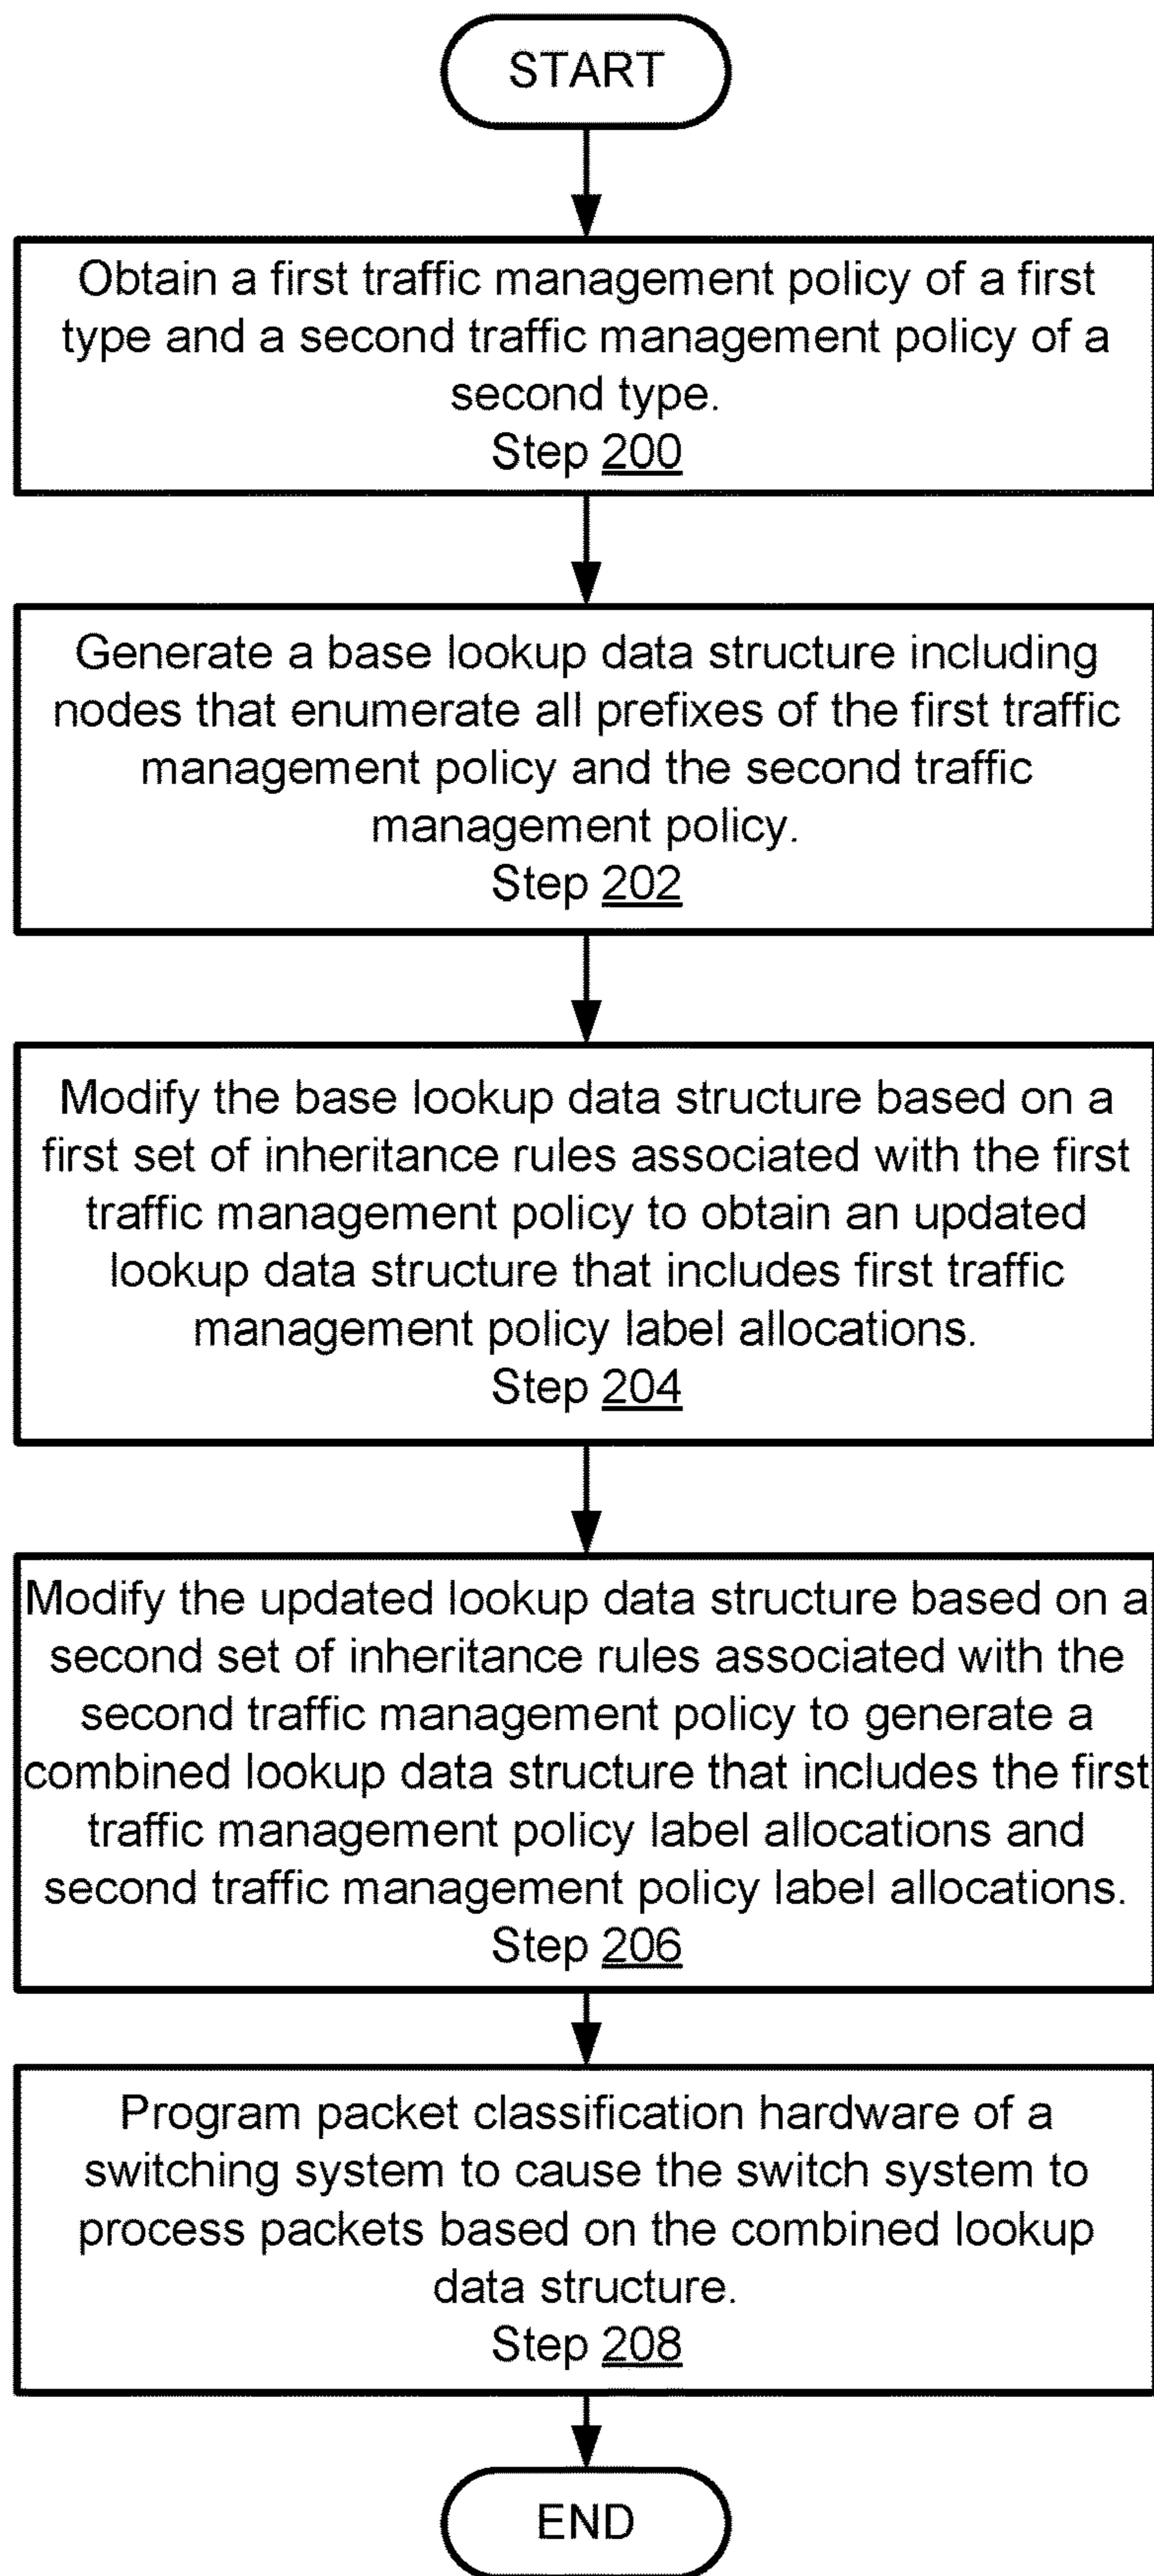 START
Obtain a first traffic management policy of a first
type and a second traffic management policy of a
second type.
Step 200
Generate a base lookup data structure including
nodes that enumerate all prefixes of the first traffic
management policy and the second traffic
management policy.
Step 202
Modify the base lookup data structure based on a
first set of inheritance rules associated with the first
traffic management policy to obtain an updated
lookup data structure that includes first traffic
management policy label allocations.
Step 204
Modify the updated lookup data structure based on a
second set of inheritance rules associated with the
second traffic management policy to generate a
combined lookup data structure that includes the first
traffic management policy label allocations and
second traffic management policy label allocations.
Step 206
Program packet classification hardware of a
switching system to cause the switch system to
process packets based on the combined lookup
data structure.
Step 208
END